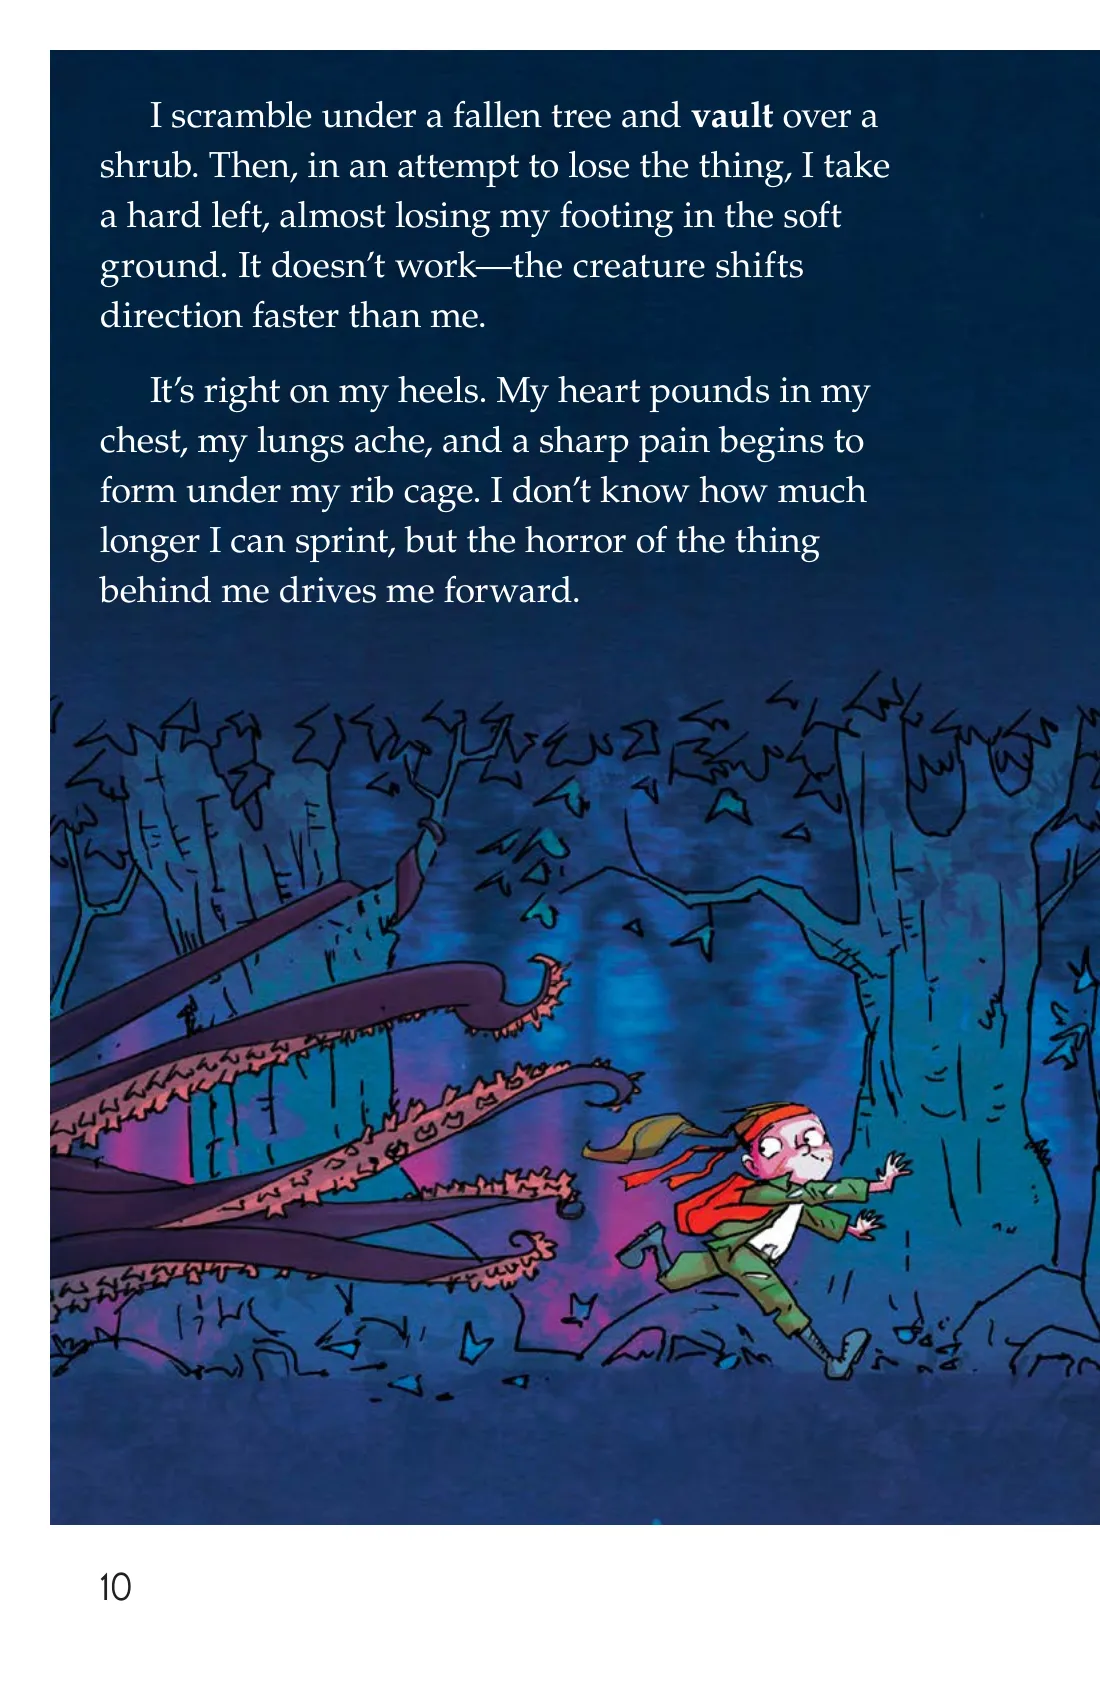 I scramble under a fallen tree and vault over a
shrub. Then, in an attempt to lose the thing, I take
a hard left, almost losing my footing in the soft
ground. It doesn’t work—the creature shifts
direction faster than me.
It’s right on my heels. My heart pounds in my
chest, my lungs ache, and a sharp pain begins to
form under my rib cage. I don’t know how much
longer I can sprint, but the horror of the thing
behind me drives me forward.
10